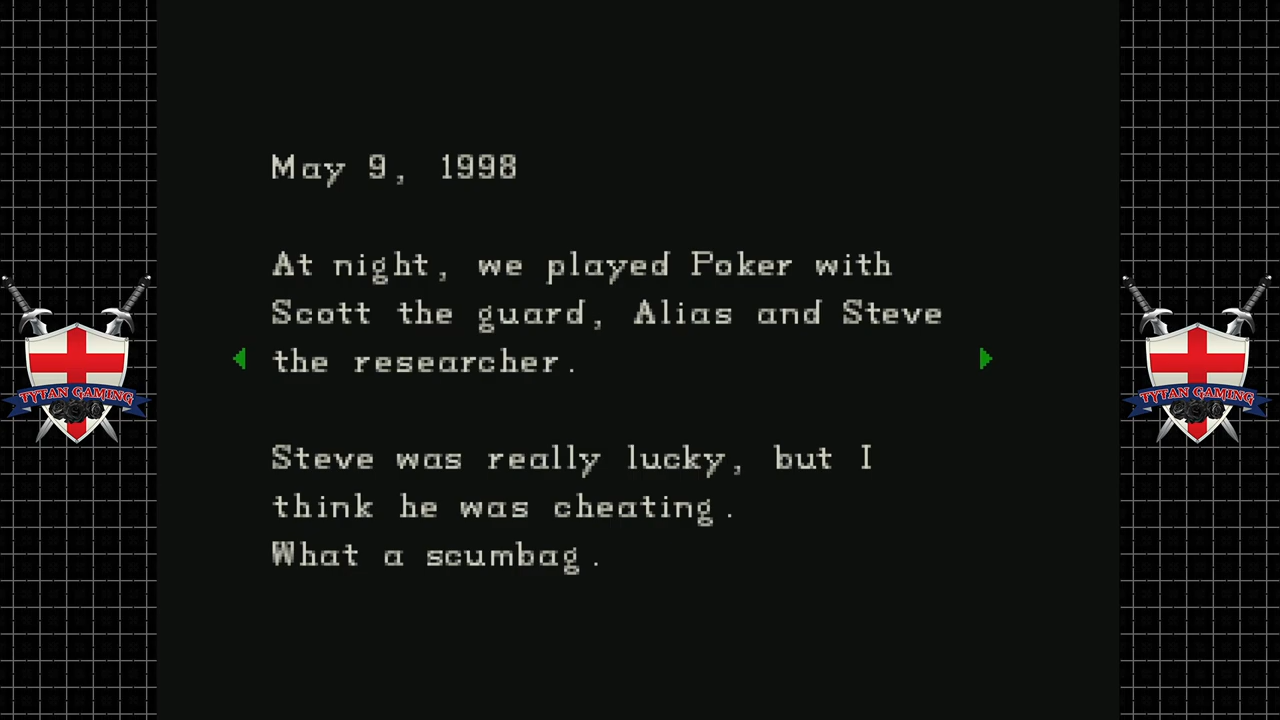 May 9, 1998
At night, we played Poker with
Scott the guard, Alias and Steve
the researcher.
Steve was really lucky, but I
think he was cheating.
What a scumbag.
TYTAN GAMING
TYTAN GAMING